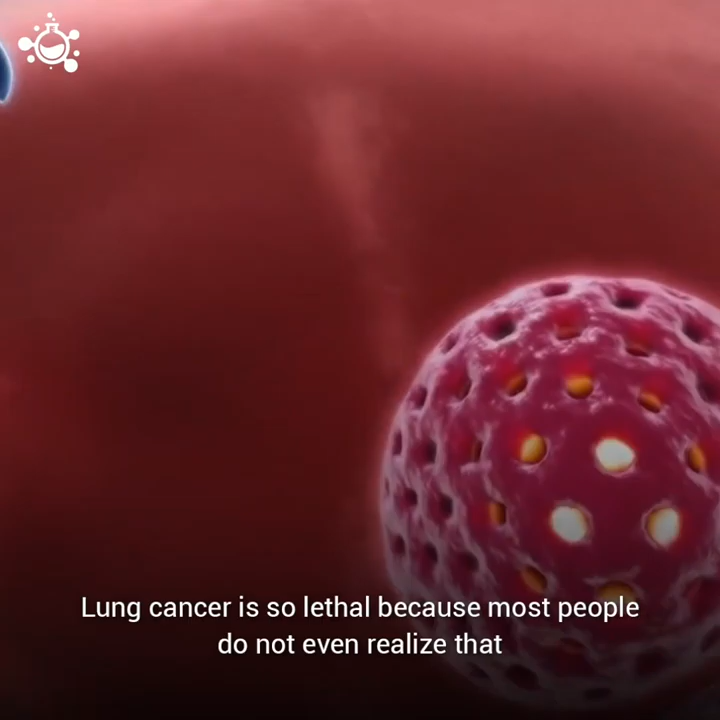 Lung cancer is so lethal because most people
do not even realize that